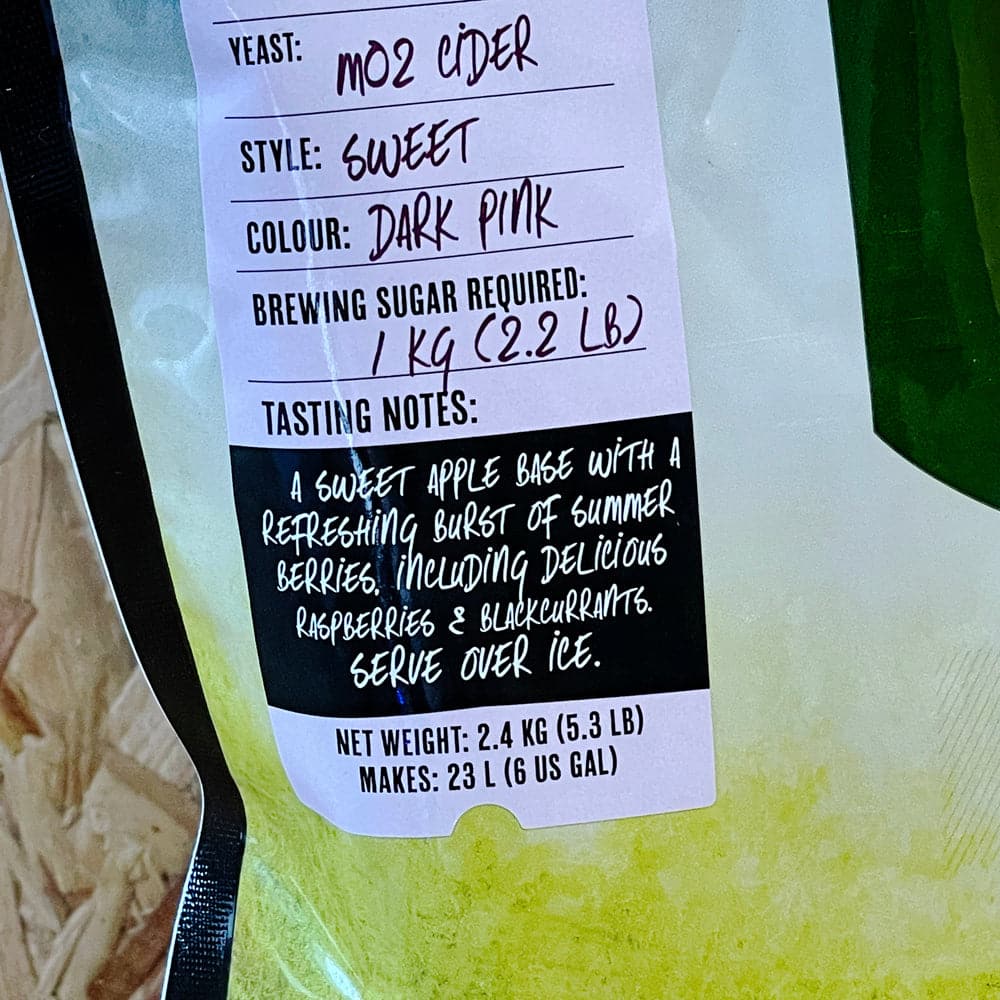 YEAST: M02 CIDER
STYLE: SWEET
COLOUR: DARK PINK
BREWING SUGAR REQUIRED:
1 KG (2.2 LB)
TASTING NOTES:
A SWEET APPLE BASE WITH A
REFRESHING BURST OF SUMMER
BERRIES, INCLUDING DELICIOUS
RASPBERRIES & BLACKCURRANTS.
SERVE OVER ICE.
NET WEIGHT: 2.4 KG (5.3 LB)
MAKES: 23 L (6 US GAL)